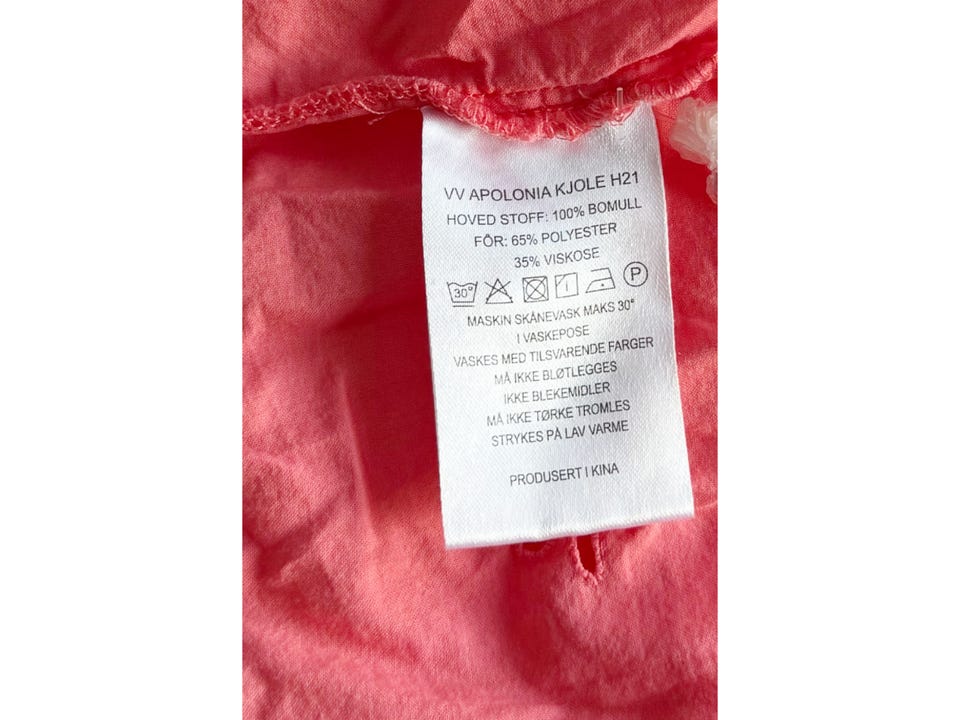 VV APOLONIA KJOLE H21
HOVED STOFF: 100% BOMULL
FÔR: 65% POLYESTER
35% VISKOSE
30° P
MASKIN SKÅNEVASK MAKS 30°
I VASKEPOSE
VASKES MED TILSVARENDE FARGER
MÅ IKKE BLØTLEGGES
IKKE BLEKEMIDLER
MÅ IKKE TØRKE TROMLES
STRYKES PÅ LAV VARME
PRODUSERT I KINA